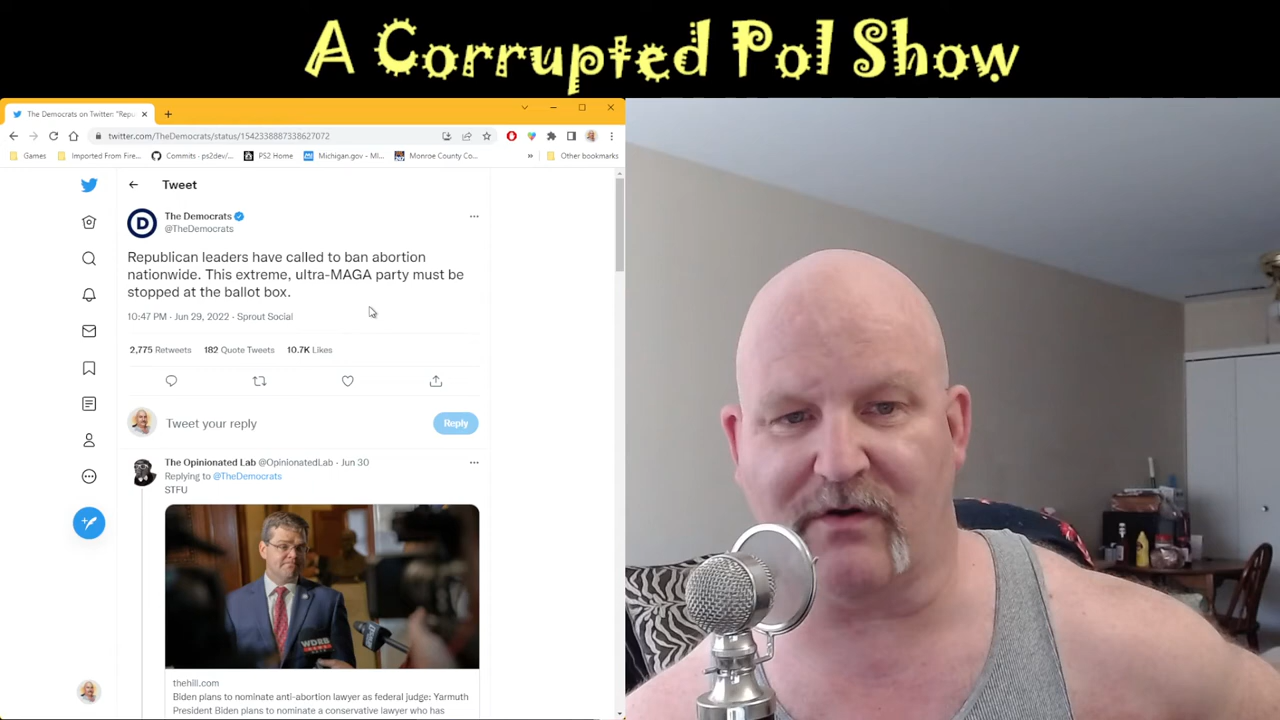 A Corrupted Pol Show
The Democrats on Twitter: "Repu
twitter.com/TheDemocrats/status/1542338887338627072
Games
Imported From Fire...
Commits · ps2dev/...
PS2 Home
Michigan.gov - MI...
Monroe County Co...
»
Other bookmarks
Tweet
D
The Democrats
@TheDemocrats
Republican leaders have called to ban abortion
nationwide. This extreme, ultra-MAGA party must be
stopped at the ballot box.
10:47 PM · Jun 29, 2022 · Sprout Social
2,775 Retweets 182 Quote Tweets 10.7K Likes
Tweet your reply
Reply
The Opinionated Lab @OpinionatedLab · Jun 30
Replying to @TheDemocrats
STFU
WDRB
thehill.com
Biden plans to nominate anti-abortion lawyer as federal judge: Yarmuth
President Biden plans to nominate a conservative lawyer who has